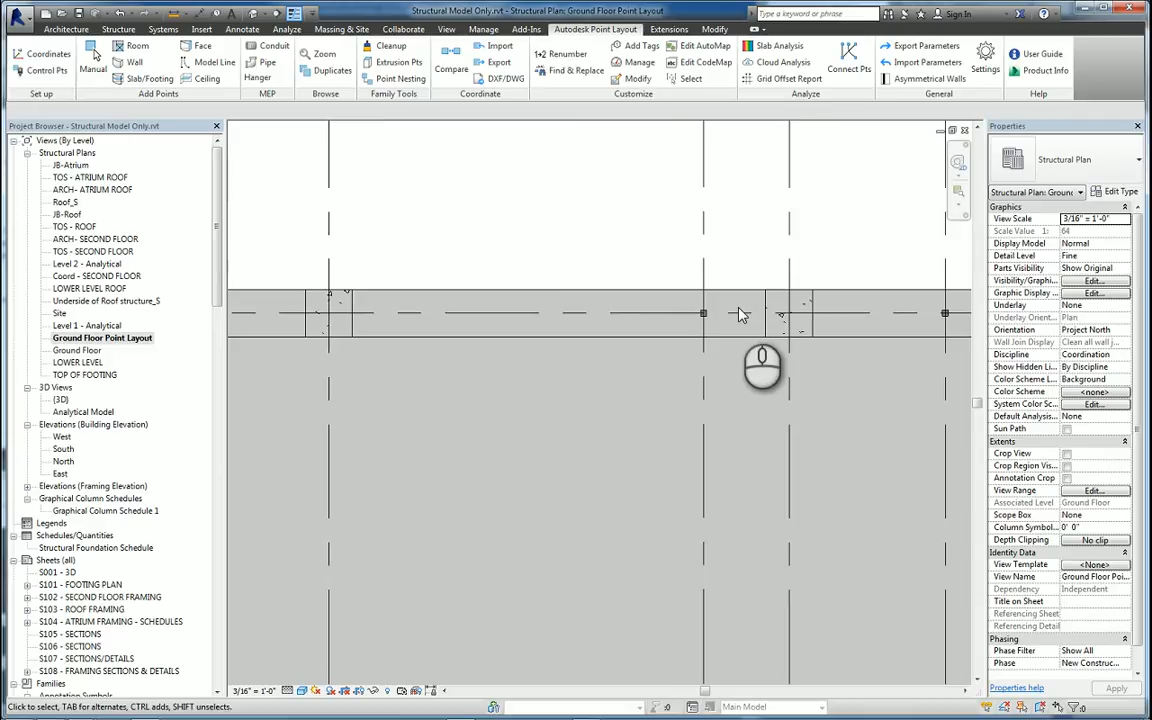 Structural Model Only.rvt - Structural Plan: Ground Floor Point Layout
Type a keyword or phrase
Sign In
Architecture Structure Systems Insert Annotate Analyze Massing & Site Collaborate View Manage Add-Ins Autodesk Point Layout Extensions Modify
Coordinates
Control Pts
Set up
Manual
Room
Wall
Slab/Footing
Face
Model Line
Ceiling
Add Points
Conduit
Pipe
Hanger
MEP
Zoom
Duplicates
Browse
Cleanup
Extrusion Pts
Point Nesting
Family Tools
Compare
Import
Export
DXF/DWG
Coordinate
Renumber
Find & Replace
Add Tags
Manage
Modify
Edit AutoMap
Edit CodeMap
Select
Customize
Slab Analysis
Cloud Analysis
Grid Offset Report
Connect Pts
Analyze
Export Parameters
Import Parameters
Asymmetrical Walls
Settings
General
User Guide
Product Info
Help
Project Browser - Structural Model Only.rvt
Views (By Level)
Structural Plans
JB-Atrium
TOS - ATRIUM ROOF
ARCH- ATRIUM ROOF
Roof_S
JB-Roof
TOS - ROOF
ARCH- SECOND FLOOR
TOS - SECOND FLOOR
Level 2 - Analytical
Coord - SECOND FLOOR
LOWER LEVEL ROOF
Underside of Roof structure_S
Site
Level 1 - Analytical
Ground Floor Point Layout
Ground Floor
LOWER LEVEL
TOP OF FOOTING
3D Views
{3D}
Analytical Model
Elevations (Building Elevation)
West
South
North
East
Elevations (Framing Elevation)
Graphical Column Schedules
Graphical Column Schedule 1
Legends
Schedules/Quantities
Structural Foundation Schedule
Sheets (all)
S001 - 3D
S101 - FOOTING PLAN
S102 - SECOND FLOOR FRAMING
S103 - ROOF FRAMING
S104 - ATRIUM FRAMING - SCHEDULES
S105 - SECTIONS
S106 - SECTIONS
S107 - SECTIONS/DETAILS
S108 - FRAMING SECTIONS & DETAILS
Families
Annotation Symbols
Properties
Structural Plan
Structural Plan: Groun
Edit Type
Graphics
View Scale 3/16" = 1'-0"
Scale Value 1: 64
Display Model Normal
Detail Level Fine
Parts Visibility Show Original
Visibility/Graphi... Edit...
Graphic Display ... Edit...
Underlay None
Underlay Orient... Plan
Orientation Project North
Wall Join Display Clean all wall j...
Discipline Coordination
Show Hidden Li... By Discipline
Color Scheme L... Background
Color Scheme <none>
System Color Sc... Edit...
Default Analysis... None
Sun Path
Extents
Crop View
Crop Region Vis...
Annotation Crop
View Range Edit...
Associated Level Ground Floor
Scope Box None
Column Symbol... 0' 0"
Depth Clipping No clip
Identity Data
View Template <None>
View Name Ground Floor Poi...
Dependency Independent
Title on Sheet
Referencing Sheet
Referencing Detail
Phasing
Phase Filter Show All
Phase New Construc...
Properties help
Apply
3/16" = 1'-0"
Click to select, TAB for alternates, CTRL adds, SHIFT unselects.
:0
Main Model
:0